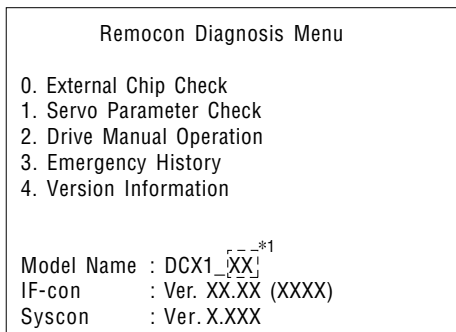 Remocon Diagnosis Menu
0. External Chip Check
1. Servo Parameter Check
2. Drive Manual Operation
3. Emergency History
4. Version Information
*1
Model Name : DCX1_XX
IF-con : Ver. XX.XX (XXXX)
Syscon : Ver. X.XXX